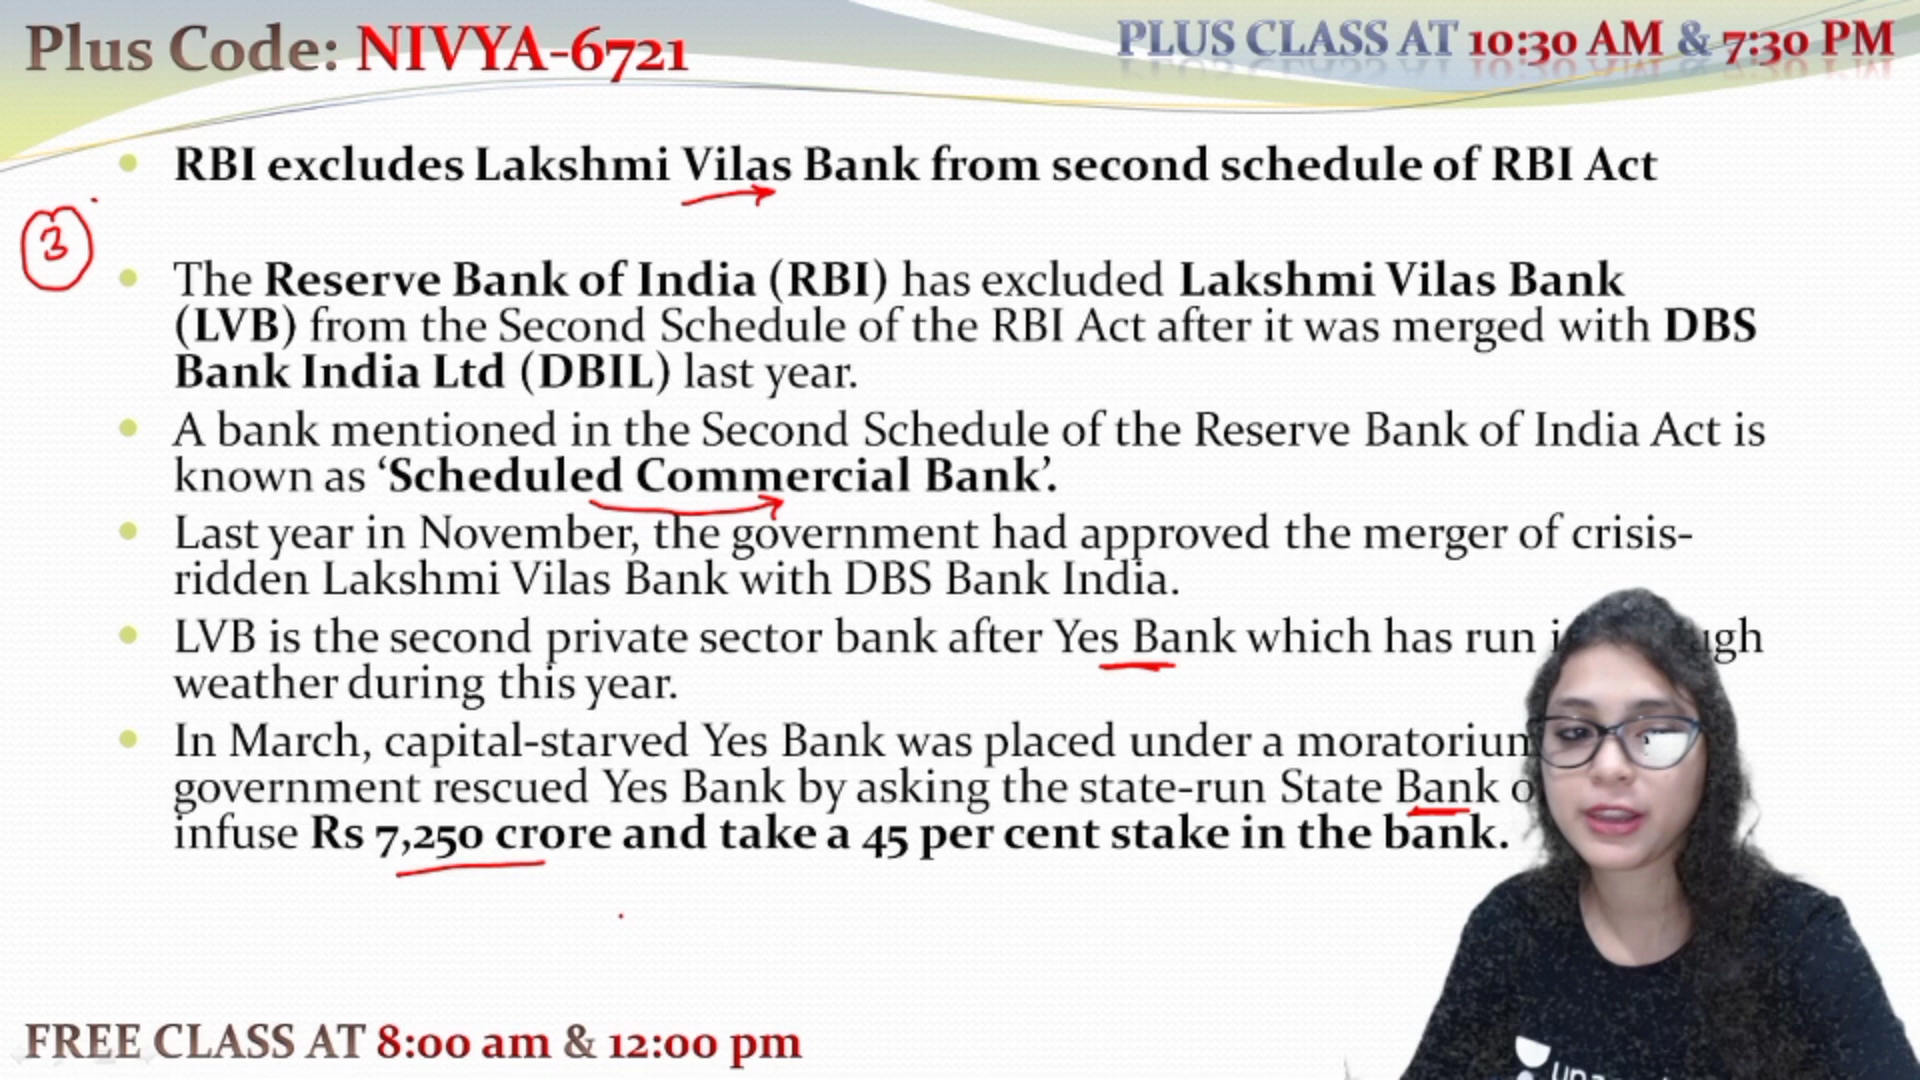 Plus Code: NIVYA-6721
PLUS CLASS AT 10:30 AM & 7:30 PM
RBI excludes Lakshmi Vilas Bank from second schedule of RBI Act
3
The Reserve Bank of India (RBI) has excluded Lakshmi Vilas Bank
(LVB) from the Second Schedule of the RBI Act after it was merged with DBS
Bank India Ltd (DBIL) last year.
A bank mentioned in the Second Schedule of the Reserve Bank of India Act is
known as ‘Scheduled Commercial Bank’.
Last year in November, the government had approved the merger of crisis-
ridden Lakshmi Vilas Bank with DBS Bank India.
LVB is the second private sector bank after Yes Bank which has run
weather during this year.
In March, capital-starved Yes Bank was placed under a moratorium
government rescued Yes Bank by asking the state-run State Bank
infuse Rs 7,250 crore and take a 45 per cent stake in the bank.
FREE CLASS AT 8:00 am & 12:00 pm